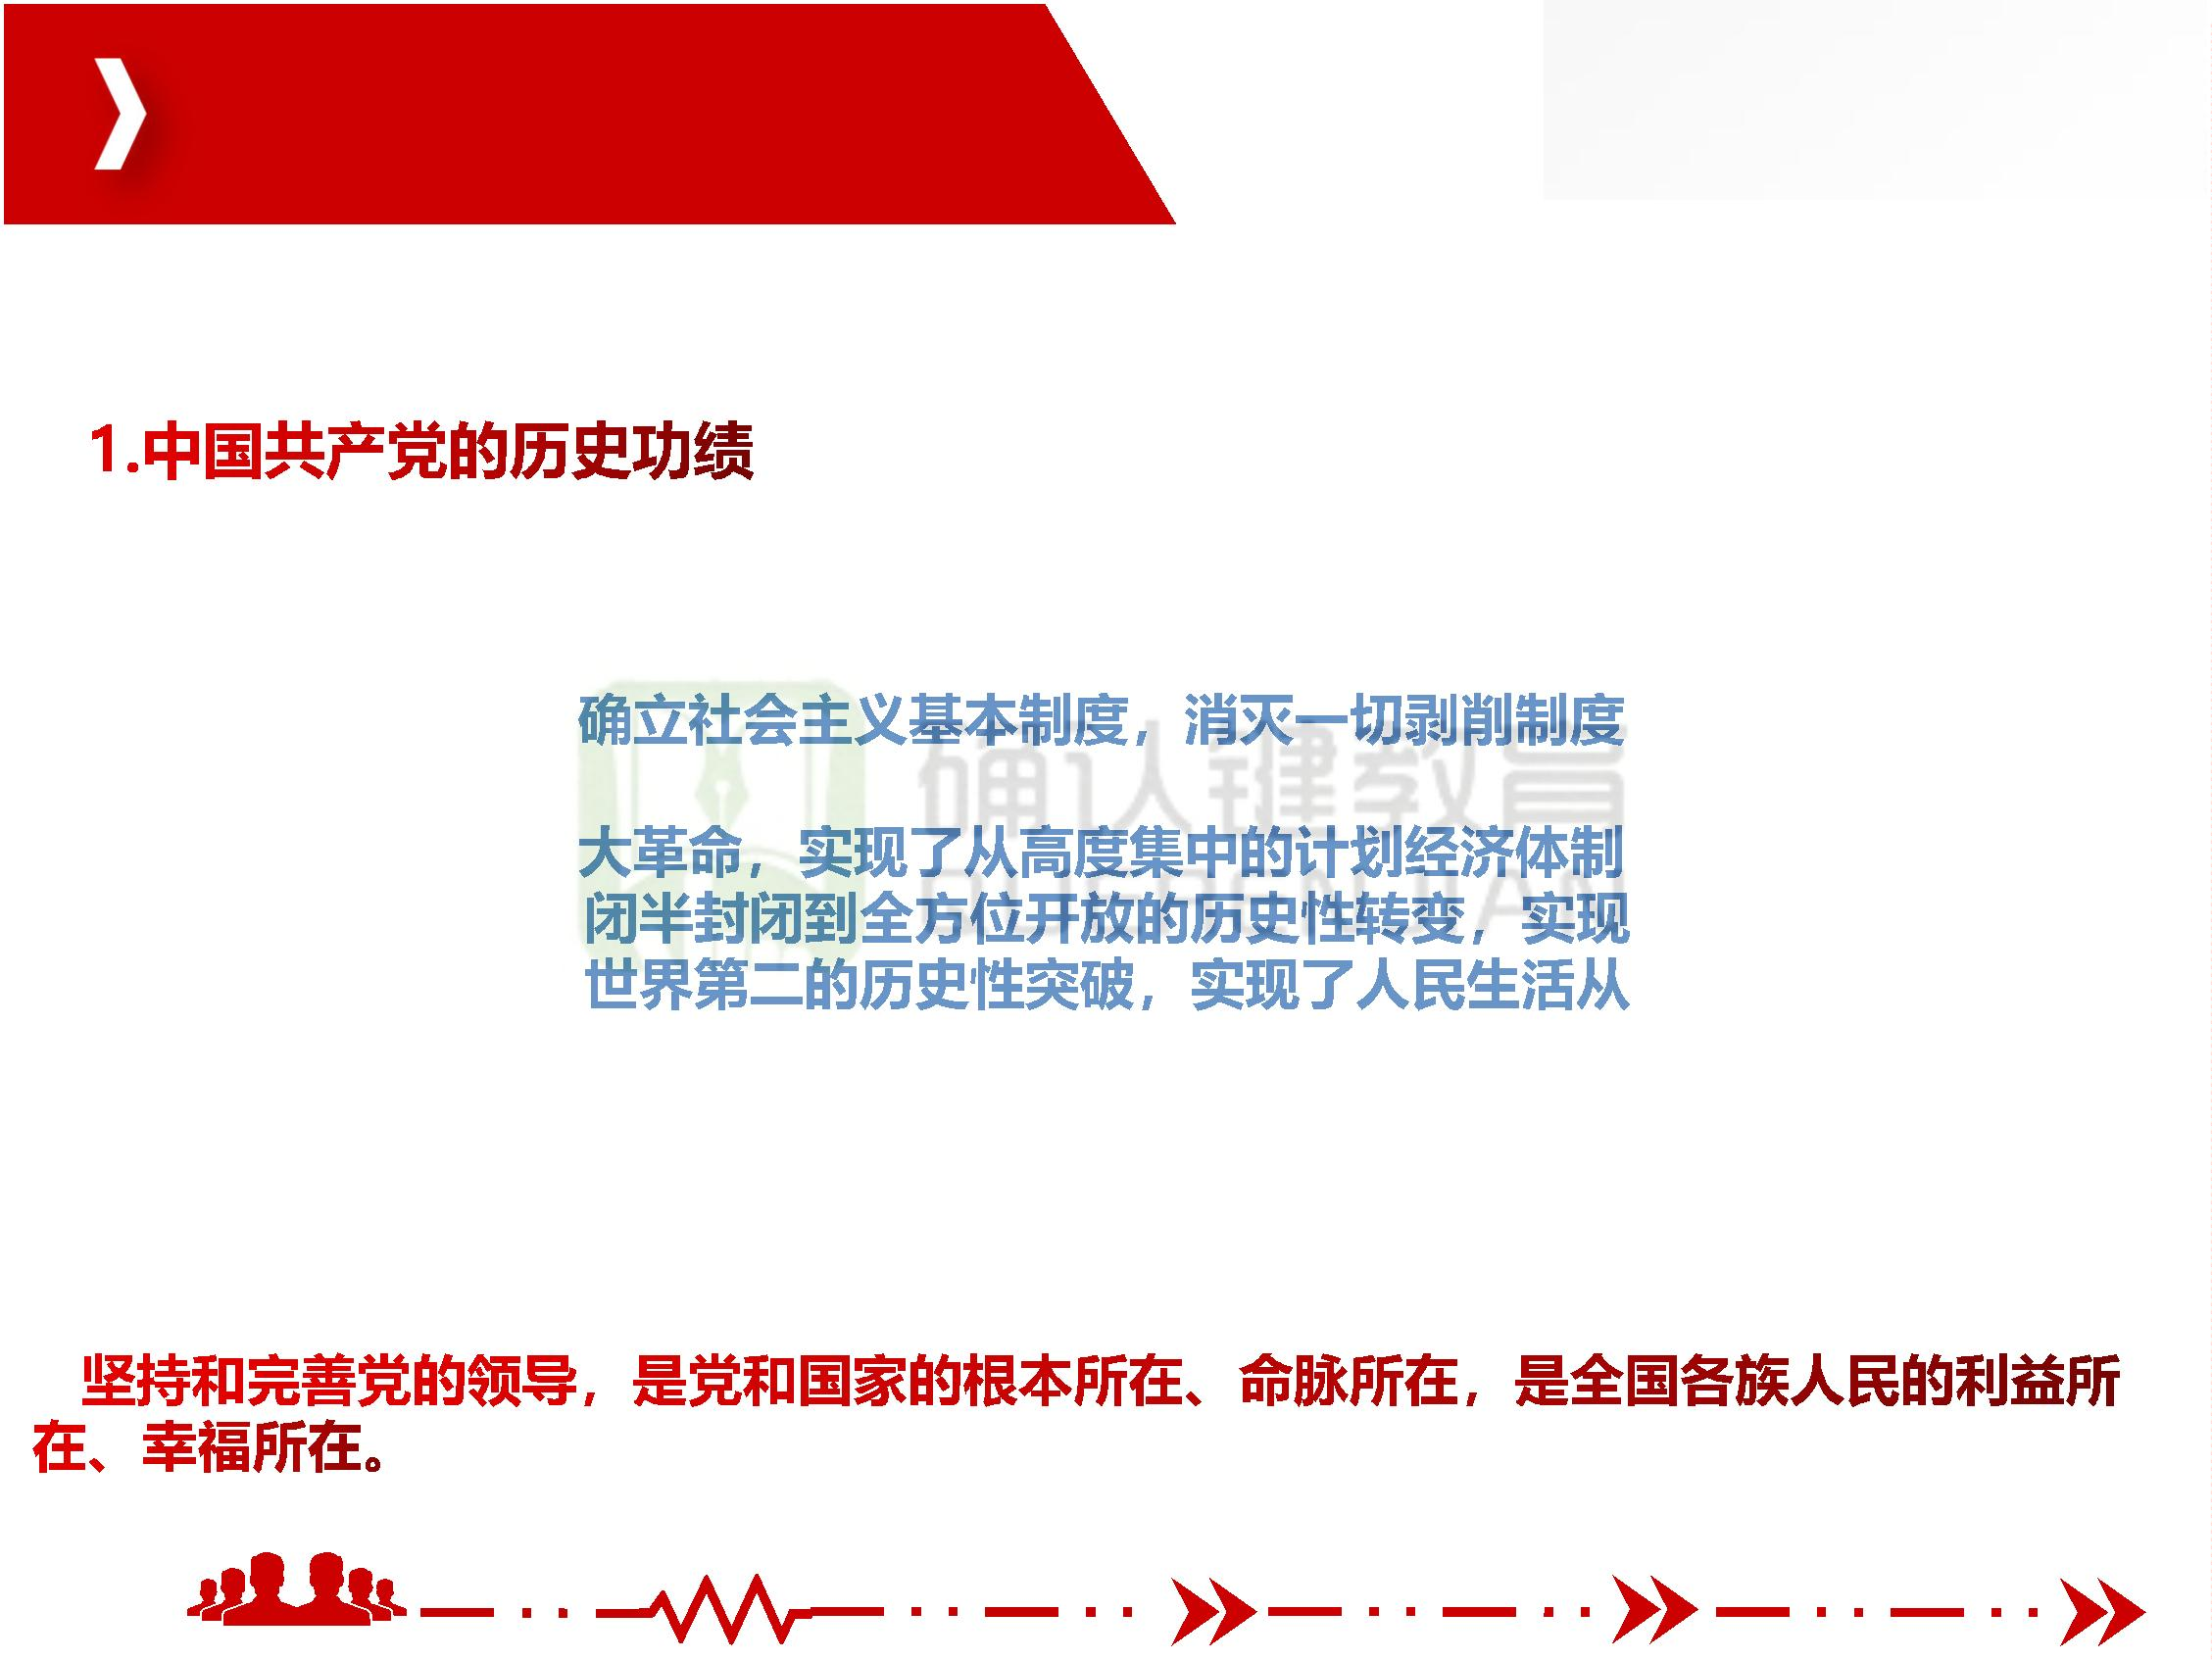 1.中国共产党的历史功绩
确立社会主义基本制度，消灭一切剥削制度
确认键教育
大革命，实现了从高度集中的计划经济体制
闭半封闭到全方位开放的历史性转变，实现
世界第二的历史性突破，实现了人民生活从
坚持和完善党的领导，是党和国家的根本所在、命脉所在，是全国各族人民的利益所
在、幸福所在。